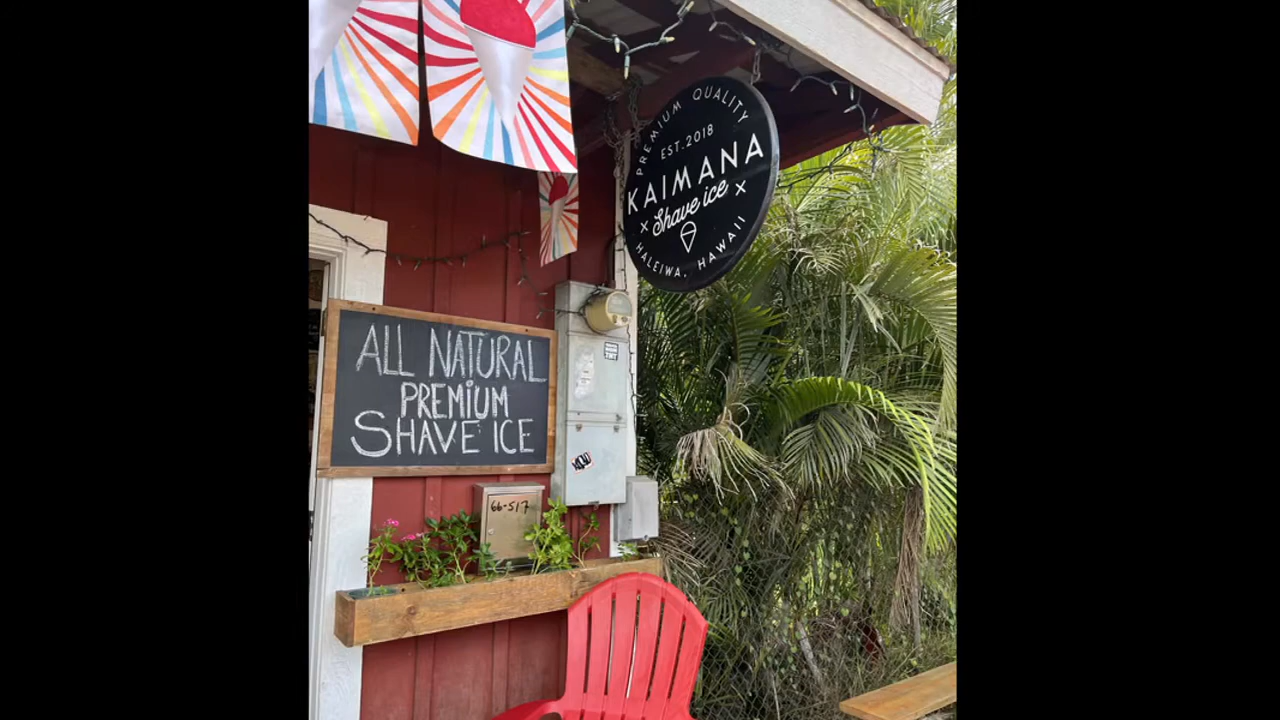 PREMIUM QUALITY
EST. 2018
KAIMANA
x Shave ice x
HALEIWA, HAWAII
ALL NATURAL
PREMIUM
SHAVE ICE
66-517